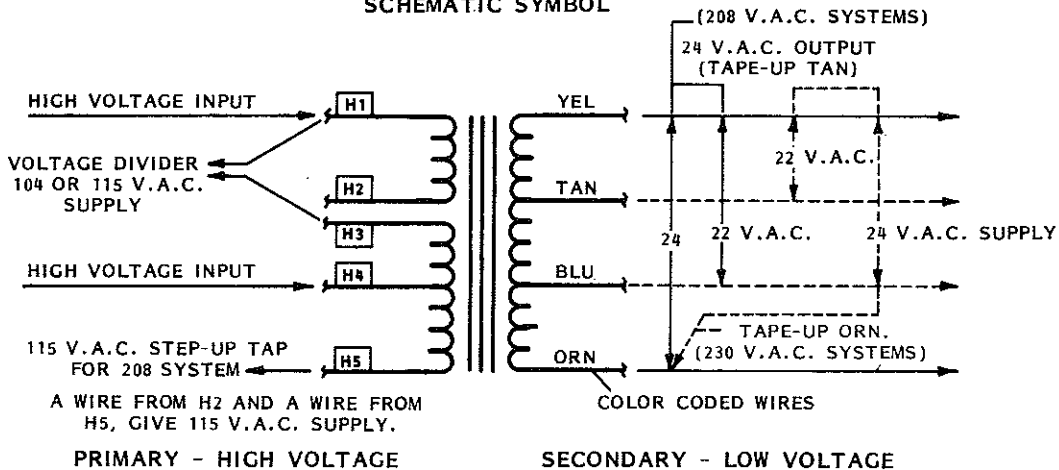 SCHEMATIC SYMBOL
(208 V.A.C. SYSTEMS)
24 V.A.C. OUTPUT
(TAPE-UP TAN)
HIGH VOLTAGE INPUT
H1
YEL
VOLTAGE DIVIDER
104 OR 115 V.A.C.
SUPPLY
H2
H3
TAN
22 V.A.C.
24
22 V.A.C.
24 V.A.C. SUPPLY
HIGH VOLTAGE INPUT
H4
BLU
TAPE-UP ORN.
(230 V.A.C. SYSTEMS)
115 V.A.C. STEP-UP TAP
FOR 208 SYSTEM
H5
ORN
COLOR CODED WIRES
A WIRE FROM H2 AND A WIRE FROM
H5, GIVE 115 V.A.C. SUPPLY.
PRIMARY - HIGH VOLTAGE
SECONDARY - LOW VOLTAGE